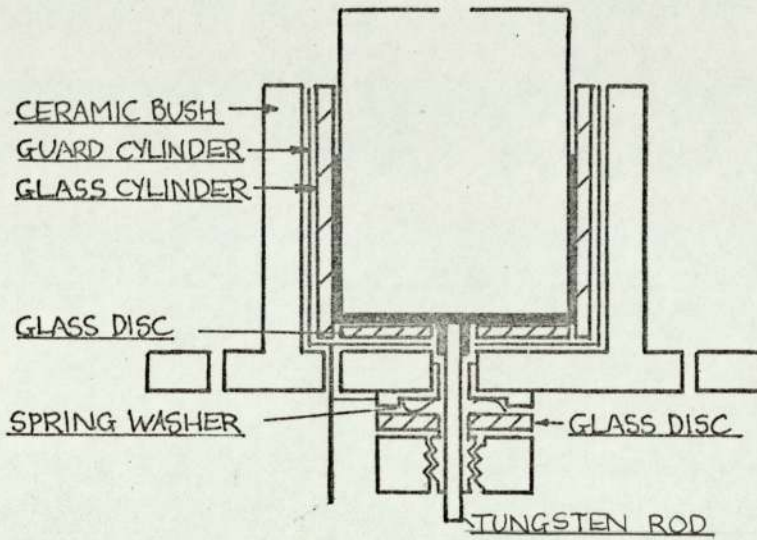 CERAMIC BUSH
GUARD CYLINDER
GLASS CYLINDER
GLASS DISC
SPRING WASHER
GLASS DISC
TUNGSTEN ROD